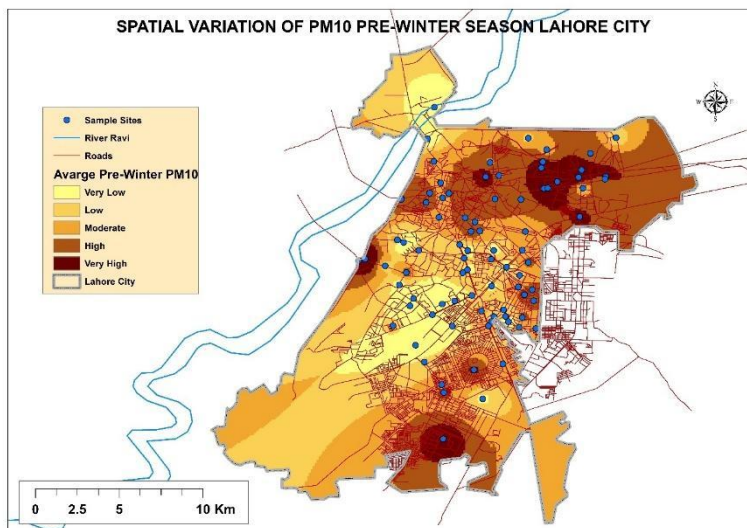 SPATIAL VARIATION OF PM10 PRE-WINTER SEASON LAHORE CITY
N
W
E
S
Sample Sites
River Ravi
Roads
Avarge Pre-Winter PM10
Very Low
Low
Moderate
High
Very High
Lahore City
0 2.5 5 10 Km